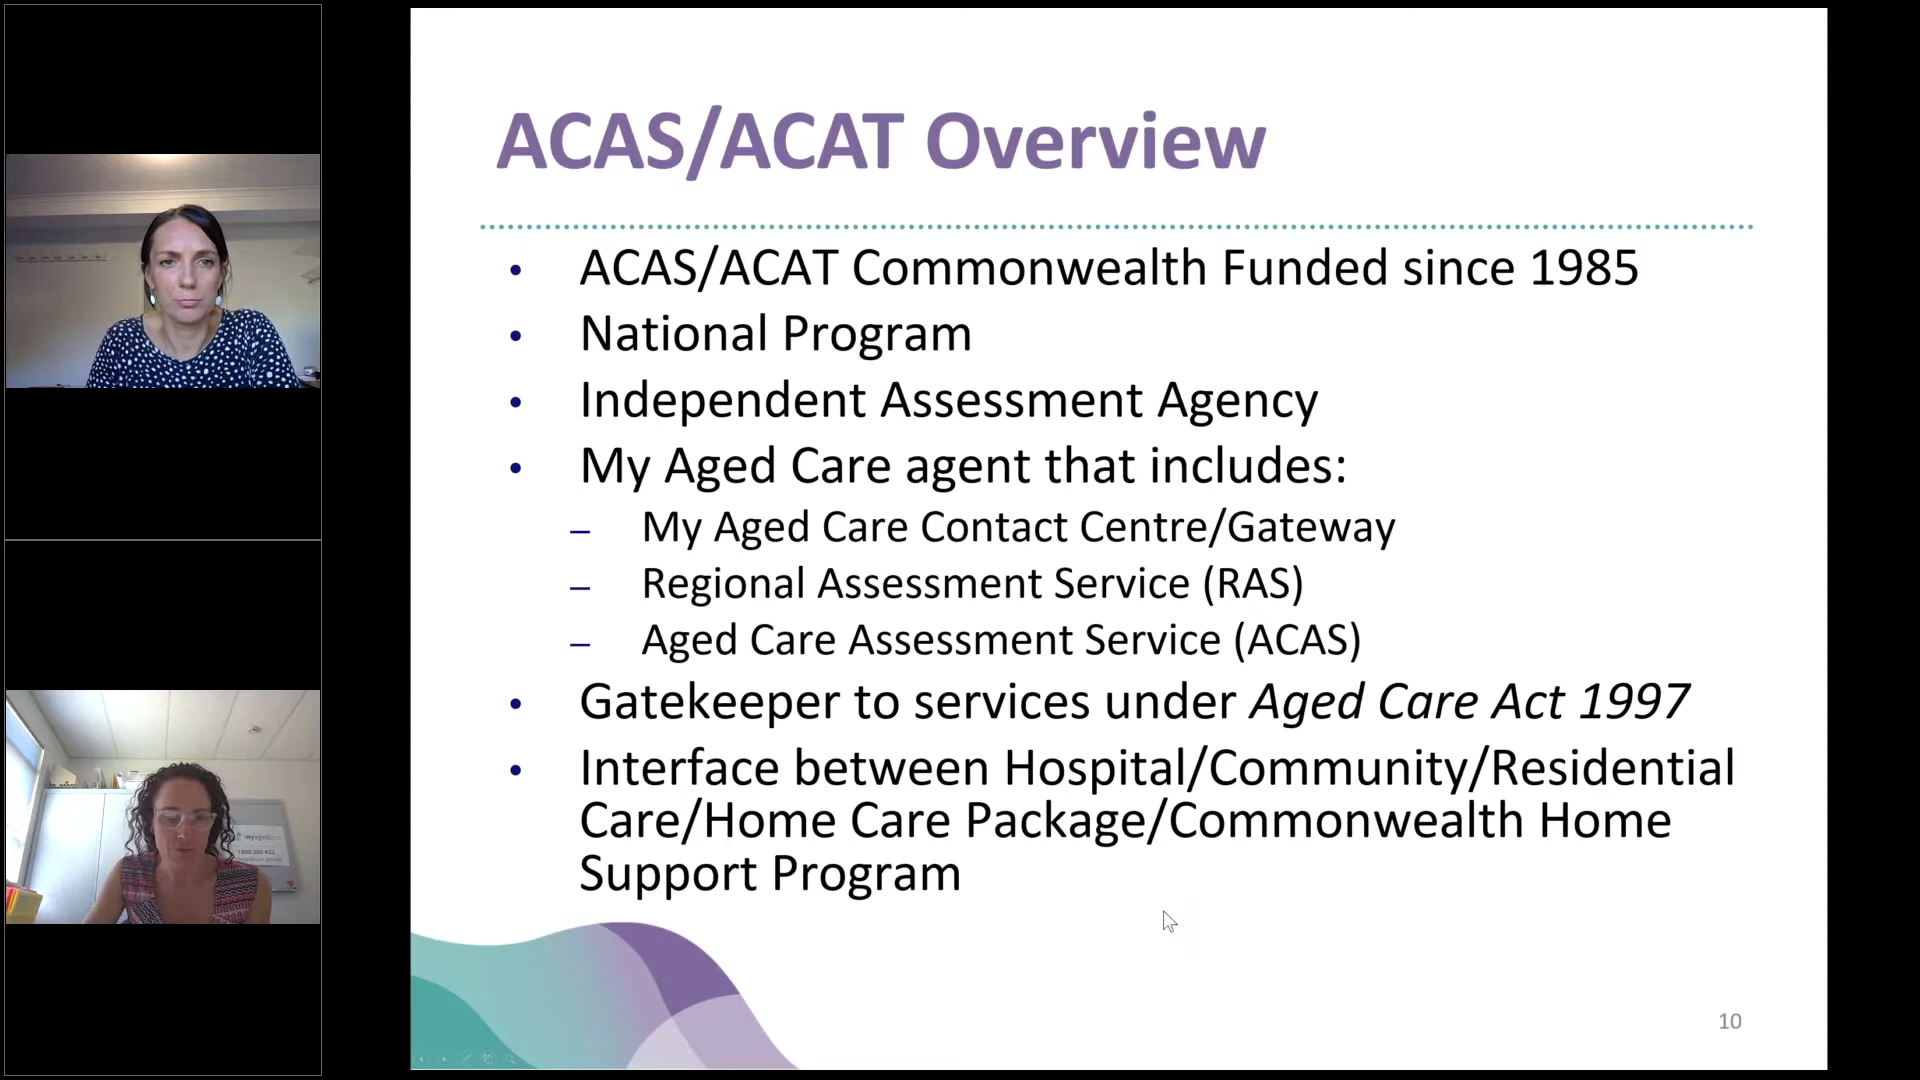 ACAS/ACAT Overview
• ACAS/ACAT Commonwealth Funded since 1985
• National Program
• Independent Assessment Agency
• My Aged Care agent that includes:
– My Aged Care Contact Centre/Gateway
– Regional Assessment Service (RAS)
– Aged Care Assessment Service (ACAS)
• Gatekeeper to services under Aged Care Act 1997
• Interface between Hospital/Community/Residential
Care/Home Care Package/Commonwealth Home
Support Program
10